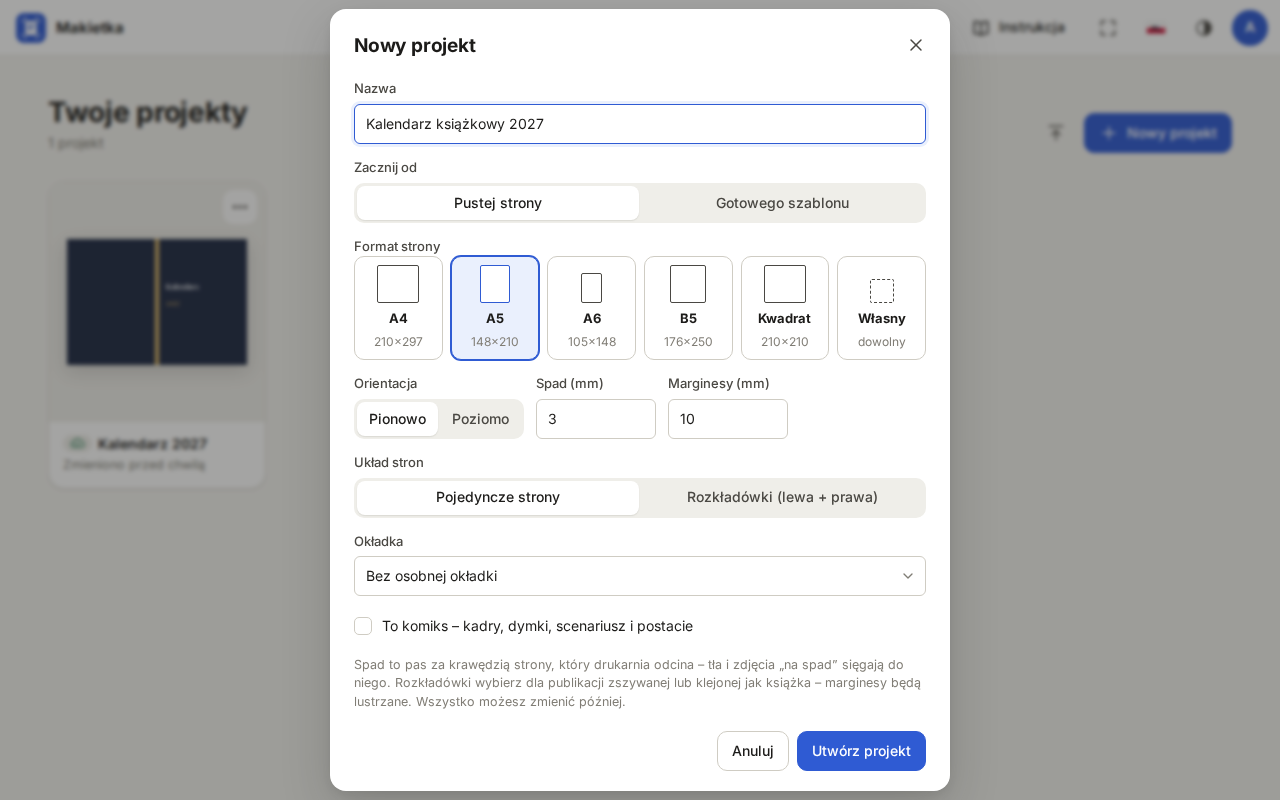 Makietka
Instrukcja
A
Nowy projekt
Nazwa
Kalendarz książkowy 2027
Zacznij od
Pustej strony
Gotowego szablonu
Format strony
A4
210×297
A5
148×210
A6
105×148
B5
176×250
Kwadrat
210×210
Własny
dowolny
Orientacja
Spad (mm)
Marginesy (mm)
Pionowo
Poziomo
3
10
Układ stron
Pojedyncze strony
Rozkładówki (lewa + prawa)
Okładka
Bez osobnej okładki
To komiks – kadry, dymki, scenariusz i postacie
Spad to pas za krawędzią strony, który drukarnia odcina – tła i zdjęcia „na spad” sięgają do
niego. Rozkładówki wybierz dla publikacji zszywanej lub klejonej jak książka – marginesy będą
lustrzane. Wszystko możesz zmienić później.
Anuluj
Utwórz projekt
Twoje projekty
1 projekt
Nowy projekt
Kalendarz 2027
Zmieniono przed chwilą